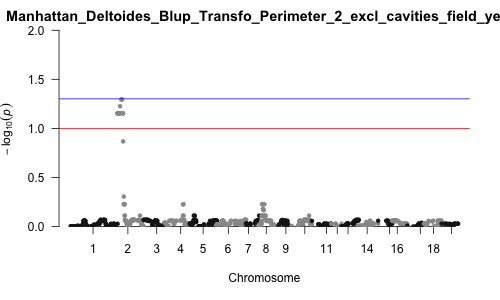 Manhattan_Deltoides_Blup_Transfo_Perimeter_2_excl_cavities_field_ye
2.0
1.5
1.0
0.5
0.0
− log10(p)
1 2 3 4 5 6 7 8 9 11 14 16 18
Chromosome